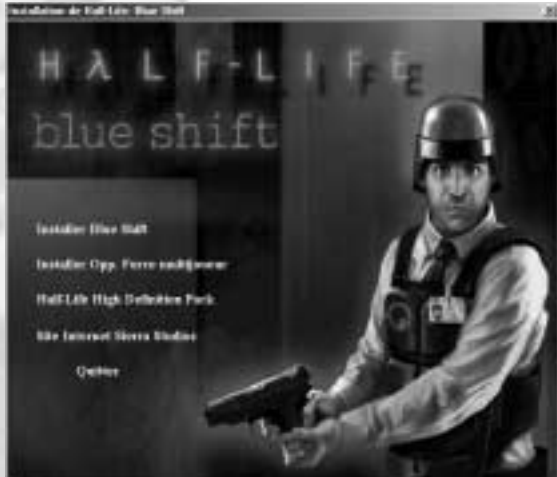 Installation de Half-Life: Blue Shift
HλLF-LIFE
blue shift
Installer Blue Shift
Installer Opp. Force multijoueur
Half-Life High Definition Pack
Site Internet Sierra Studios
Quitter